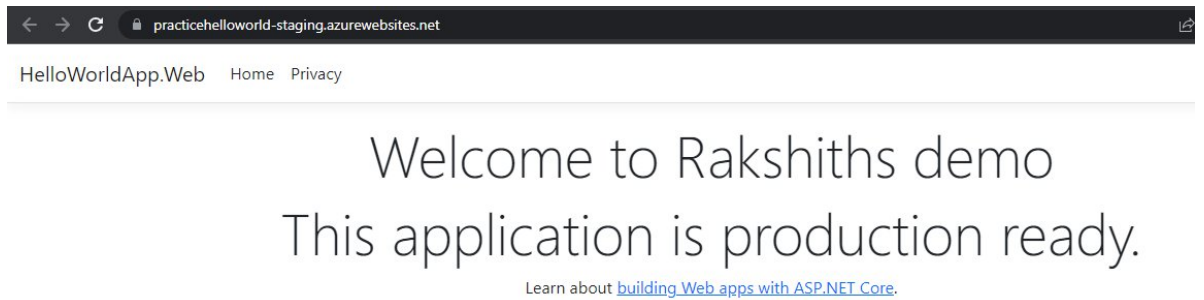 practicehelloworld-staging.azurewebsites.net
HelloWorldApp.Web Home Privacy
Welcome to Rakshiths demo
This application is production ready.
Learn about building Web apps with ASP.NET Core.